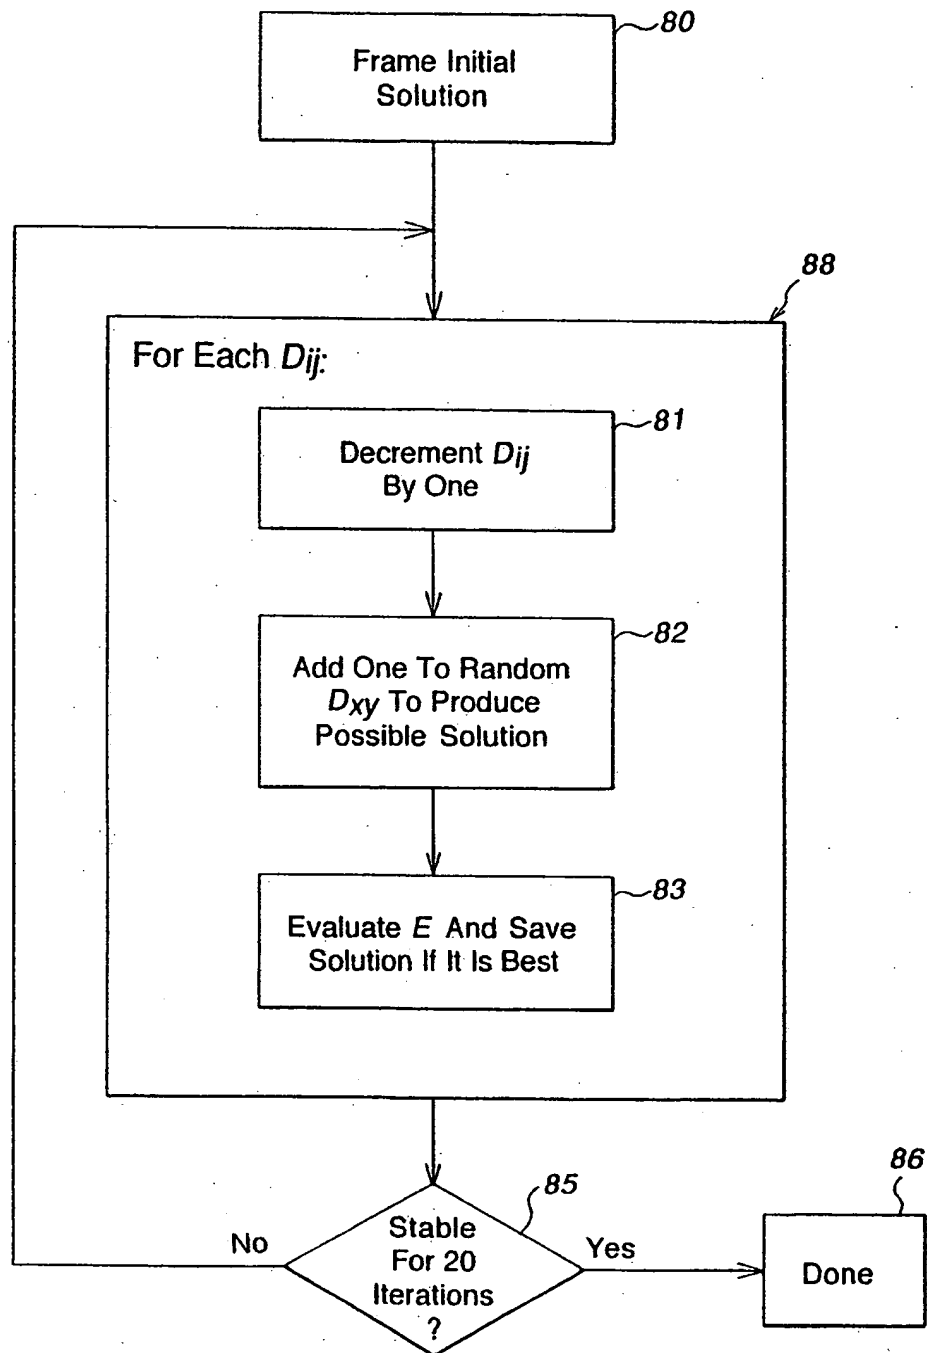 80
Frame Initial
Solution
88
For Each Dij:
81
Decrement Dij
By One
82
Add One To Random
Dxy To Produce
Possible Solution
83
Evaluate E And Save
Solution If It Is Best
85
86
No
Stable
For 20
Iterations
?
Yes
Done